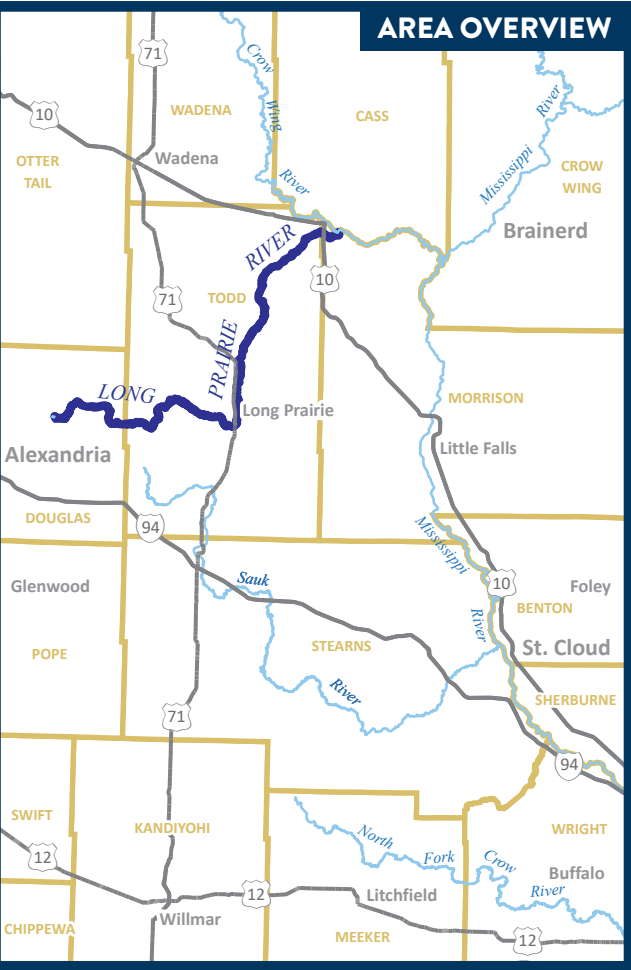 AREA OVERVIEW
71
Crow
Wing
River
WADENA
CASS
River
Mississippi
10
Wadena
OTTER
TAIL
CROW
WING
Brainerd
RIVER
10
71
TODD
PRAIRIE
LONG
Long Prairie
MORRISON
Alexandria
Little Falls
DOUGLAS
94
Mississippi
River
Glenwood
Sauk
River
10
Foley
BENTON
STEARNS
St. Cloud
POPE
SHERBURNE
71
94
SWIFT
KANDIYOHI
WRIGHT
North
Fork
Crow
River
12
Buffalo
12
Litchfield
Willmar
CHIPPEWA
MEEKER
12